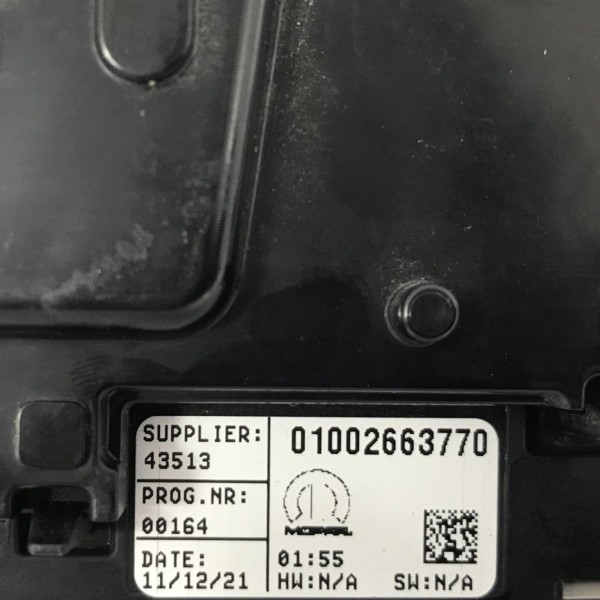 SUPPLIER: 01002663770
43513
PROG.NR:
00164
MOPAR.
DATE: 01:55
11/12/21 HW:N/A SW:N/A